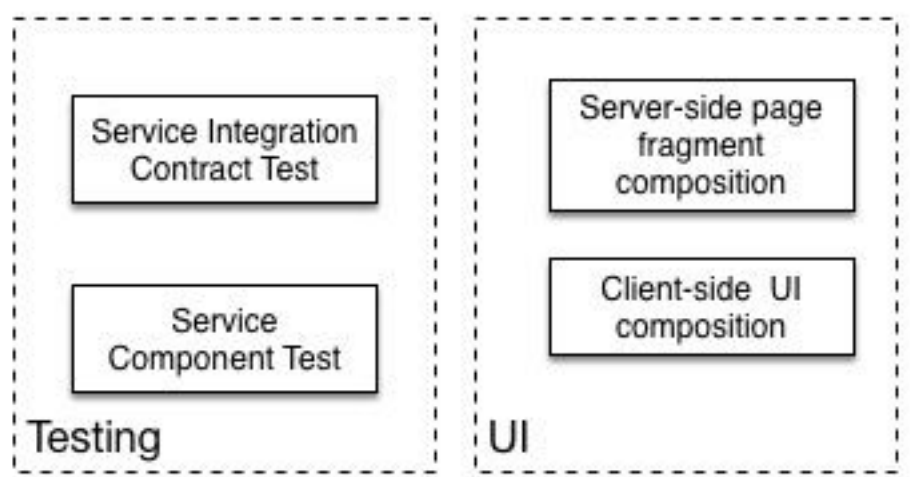 Service Integration
Contract Test
Service
Component Test
Testing
Server-side page
fragment
composition
Client-side UI
composition
UI